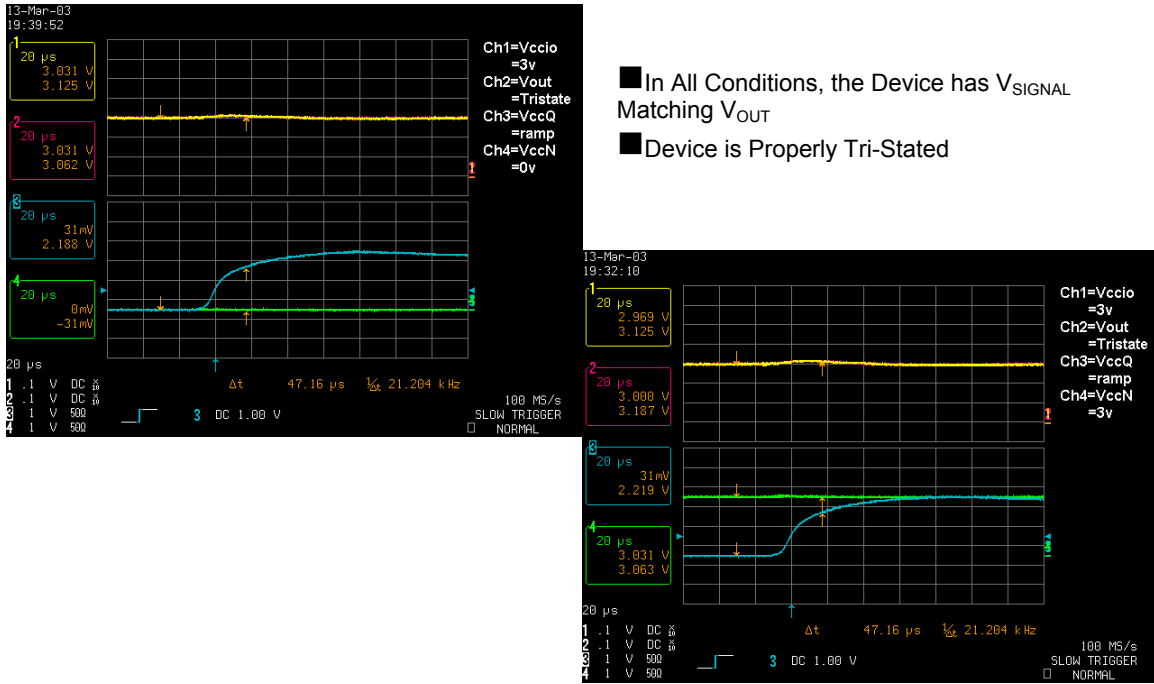 13-Mar-03
19:39:52
1
20 µs
3.031 V
3.125 V
2
20 µs
3.031 V
3.062 V
3
20 µs
31mV
2.188 V
4
20 µs
0mV
-31mV
20 µs
1 .1 V DC X10
2 .1 V DC X10
3 1 V 50Ω
4 1 V 50Ω
Ch1=Vccio
=3v
Ch2=Vout
=Tristate
Ch3=VccQ
=ramp
Ch4=VccN
=0v
Δt 47.16 µs 1/Δt 21.204 kHz
3 DC 1.00 V
100 MS/s
SLOW TRIGGER
NORMAL
■In All Conditions, the Device has VSIGNAL
Matching VOUT
■Device is Properly Tri-Stated
13-Mar-03
19:32:10
1
20 µs
2.969 V
3.125 V
2
20 µs
3.000 V
3.187 V
3
20 µs
31mV
2.219 V
4
20 µs
3.031 V
3.063 V
20 µs
1 .1 V DC X10
2 .1 V DC X10
3 1 V 50Ω
4 1 V 50Ω
Ch1=Vccio
=3v
Ch2=Vout
=Tristate
Ch3=VccQ
=ramp
Ch4=VccN
=3v
Δt 47.16 µs 1/Δt 21.204 kHz
3 DC 1.00 V
100 MS/s
SLOW TRIGGER
NORMAL